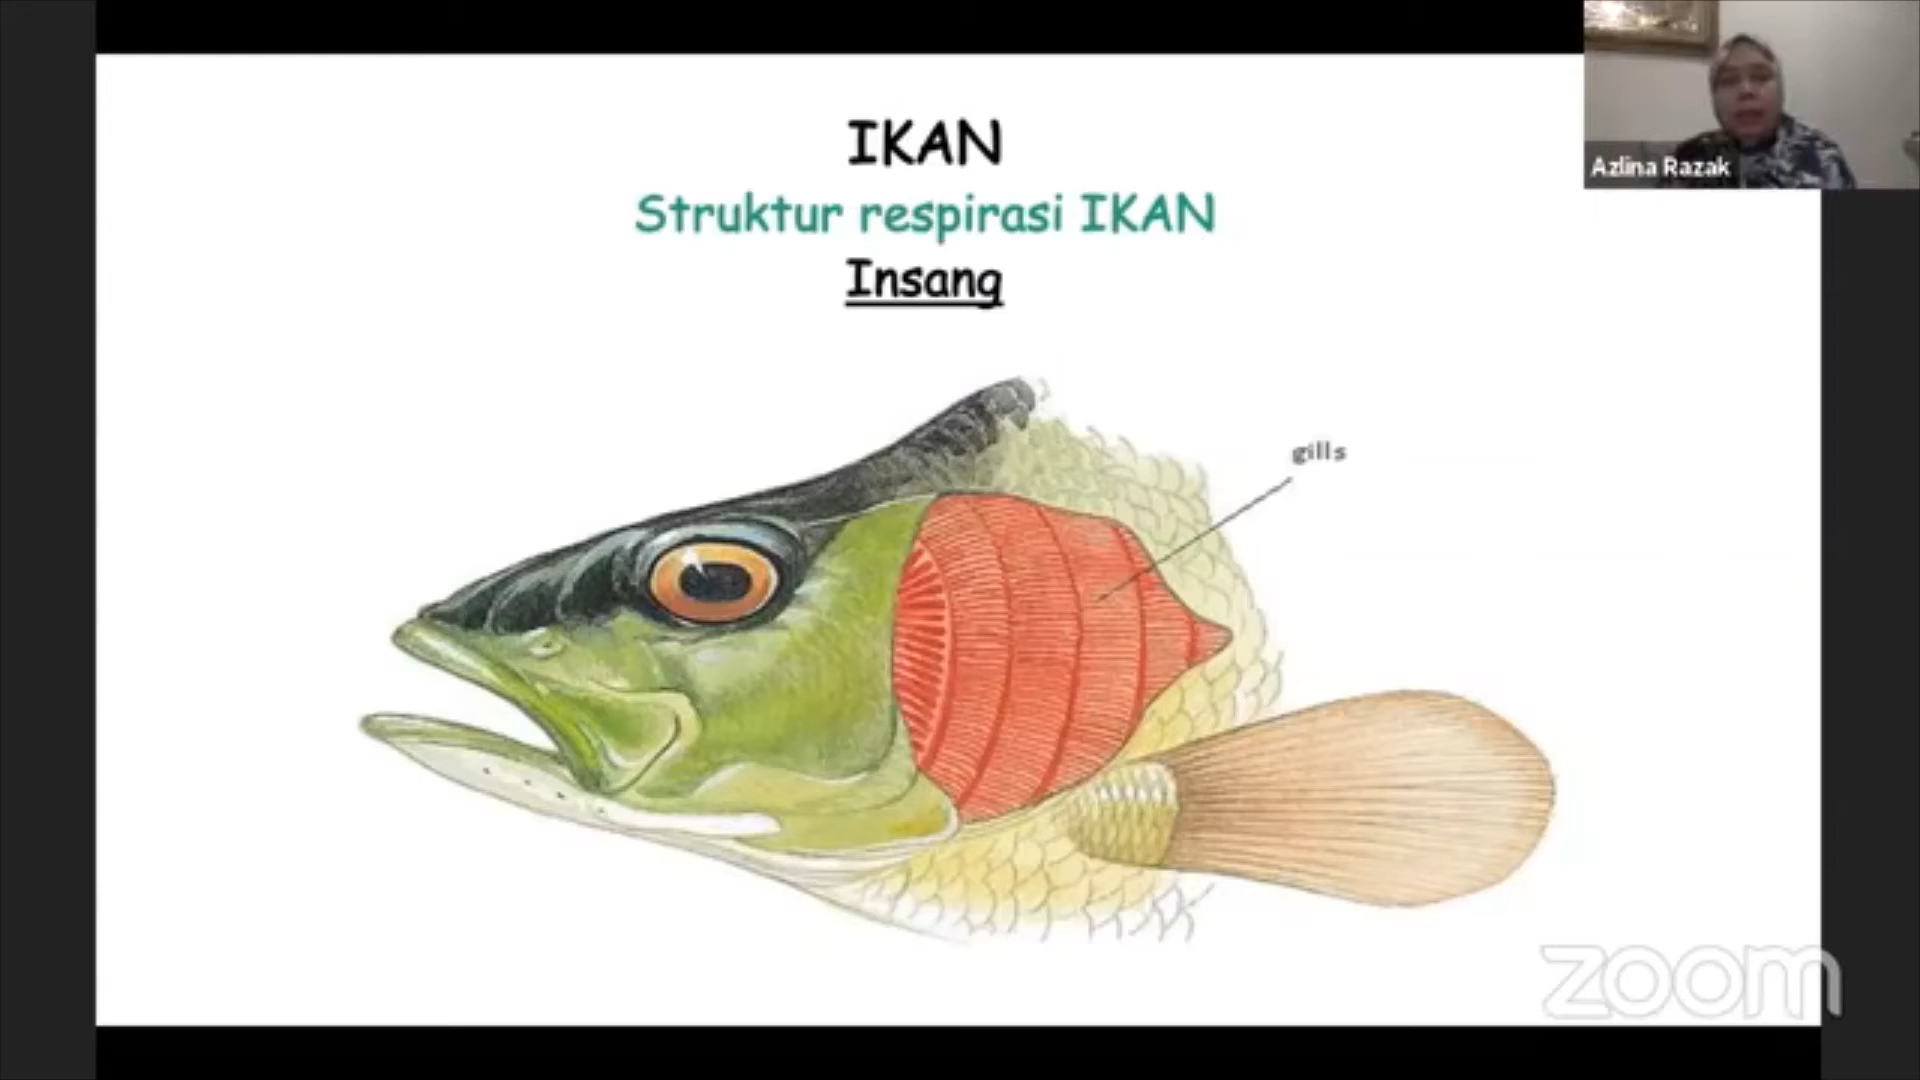 IKAN
Struktur respirasi IKAN
Insang
gills
Azlina Razak
zoom